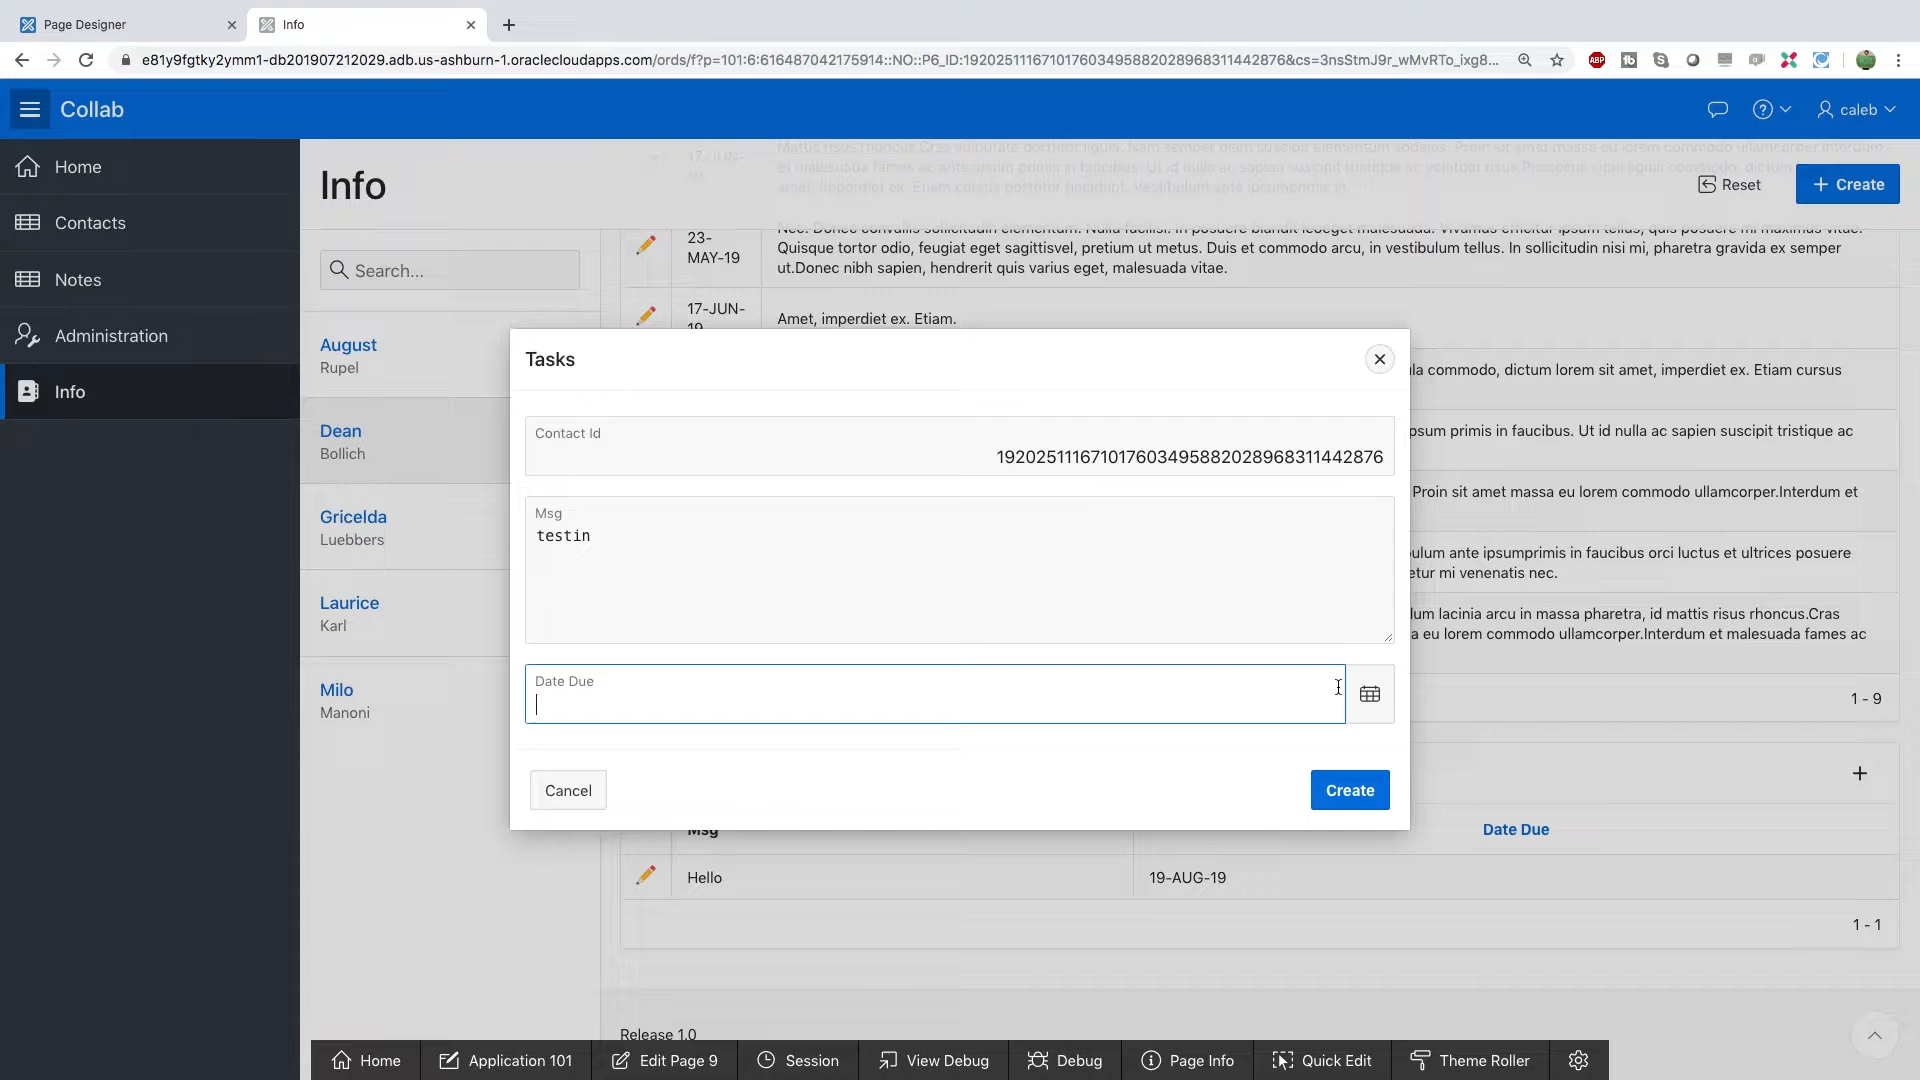 Page Designer
Info
e81y9fgtky2ymm1-db201907212029.adb.us-ashburn-1.oraclecloudapps.com/ords/f?p=101:6:616487042175914::NO::P6_ID:192025111671017603495882028968311442876&cs=3nsStmJ9r_wMvRTo_ixg8...
ABP
Collab
caleb
Home
Contacts
Notes
Administration
Info
Info
Reset
Create
Search...
August
Rupel
Dean
Bollich
Gricelda
Luebbers
Laurice
Karl
Milo
Manoni
23-
MAY-19
Quisque tortor odio, feugiat eget sagittisvel, pretium ut metus. Duis et commodo arcu, in vestibulum tellus. In sollicitudin nisi mi, pharetra gravida ex semper
ut.Donec nibh sapien, hendrerit quis varius eget, malesuada vitae.
17-JUN-
19
Amet, imperdiet ex. Etiam.
commodo, dictum lorem sit amet, imperdiet ex. Etiam cursus
primis in faucibus. Ut id nulla ac sapien suscipit tristique ac
Proin sit amet massa eu lorem commodo ullamcorper.Interdum et
ante ipsumprimis in faucibus orci luctus et ultrices posuere
mi venenatis nec.
lacinia arcu in massa pharetra, id mattis risus rhoncus.Cras
eu lorem commodo ullamcorper.Interdum et malesuada fames ac
1 - 9
Tasks
Contact Id
192025111671017603495882028968311442876
Msg
testin
Date Due
Cancel
Create
Msg
Date Due
Hello
19-AUG-19
1 - 1
Release 1.0
Home
Application 101
Edit Page 9
Session
View Debug
Debug
Page Info
Quick Edit
Theme Roller